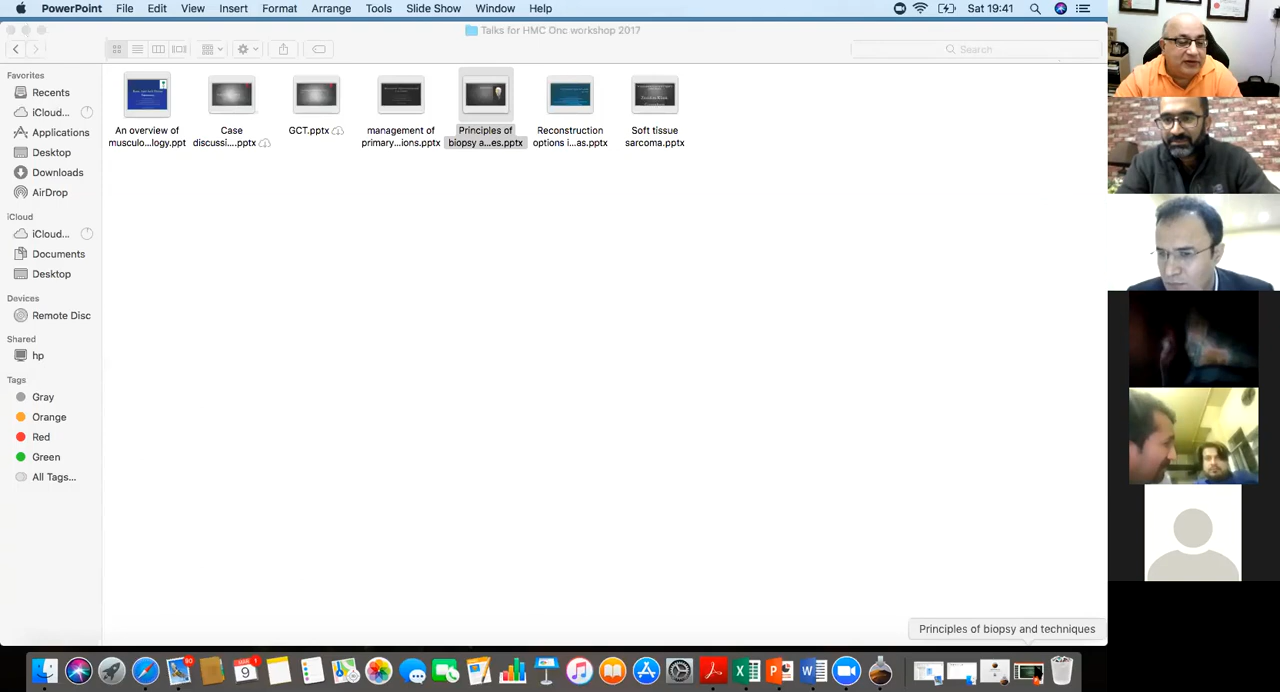 PowerPoint File Edit View Insert Format Arrange Tools Slide Show Window Help Sat 19:41
Talks for HMC Onc workshop 2017
Search
Favorites
Recents
iCloud...
Applications
Desktop
Downloads
AirDrop
iCloud
iCloud...
Documents
Desktop
Devices
Remote Disc
Shared
hp
Tags
Gray
Orange
Red
Green
All Tags...
An overview of
musculo...logy.ppt
Case
discussi....pptx
GCT.pptx
management of
primary...ions.pptx
Principles of
biopsy a...es.pptx
Reconstruction
options i...as.pptx
Soft tissue
sarcoma.pptx
Principles of biopsy and techniques
90
MAR
9
1